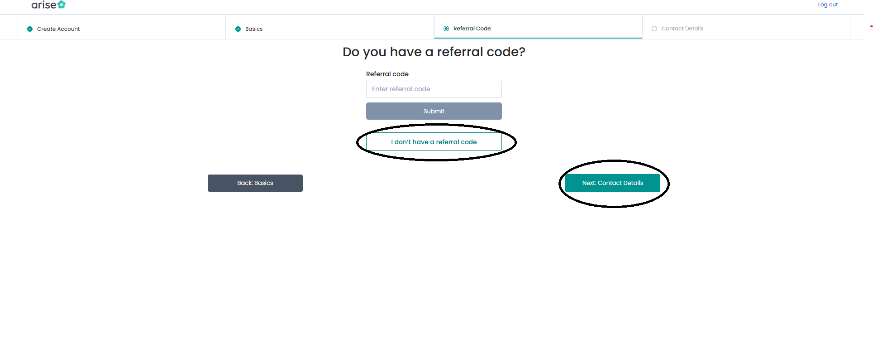 arise
Log out
Create Account
Basics
Referral Code
Contact Details
Do you have a referral code?
Referral code
Enter referral code
Submit
I don't have a referral code
Back: Basics
Next: Contact Details